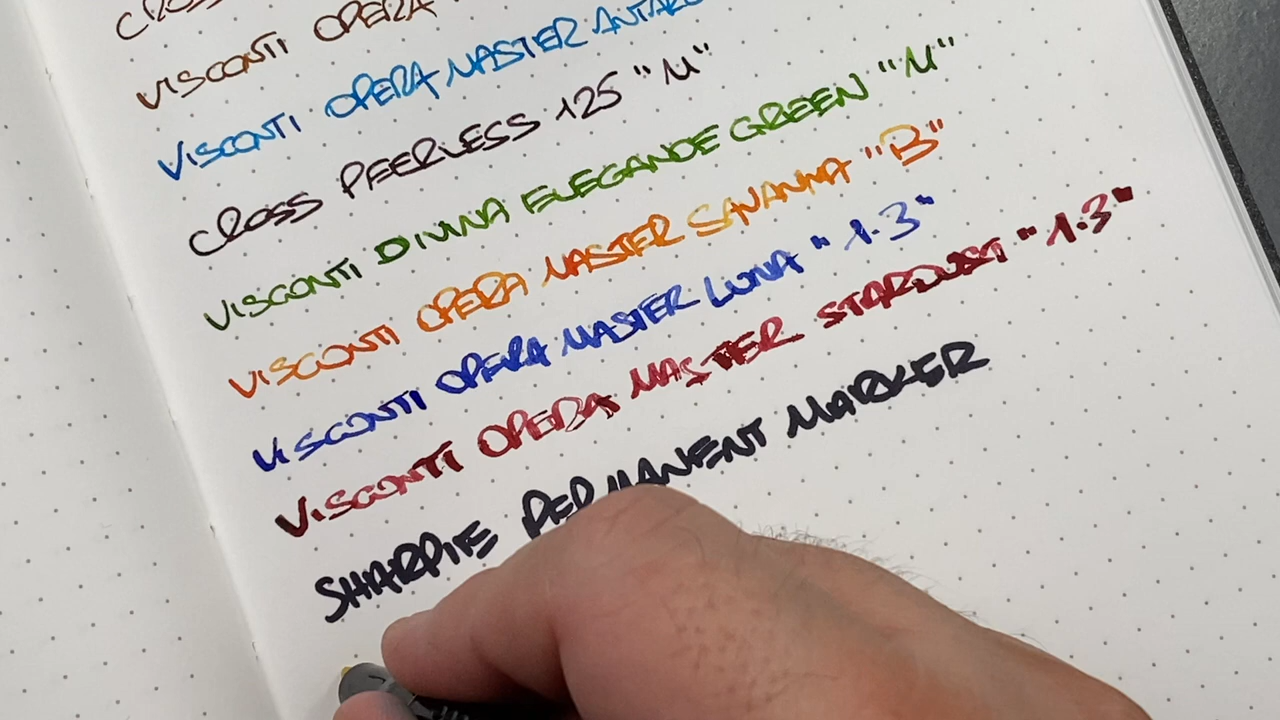 CROSS
VISCONTI OPERA
VISCONTI OPERA MASTER
CROSS PEERLESS 125 "M"
VISCONTI DIVINA ELEGANCE GREEN "M"
VISCONTI OPERA MASTER SAVANNA "B"
VISCONTI OPERA MASTER LUNA "1.3"
VISCONTI OPERA MASTER STARDUST "1.3"
SHARPIE PERMANENT MARKER